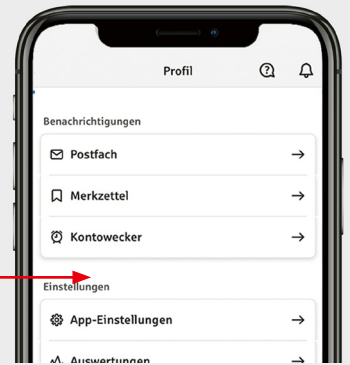 Profil
Benachrichtigungen
Postfach
Merkzettel
Kontowecker
Einstellungen
App-Einstellungen
Auswertungen